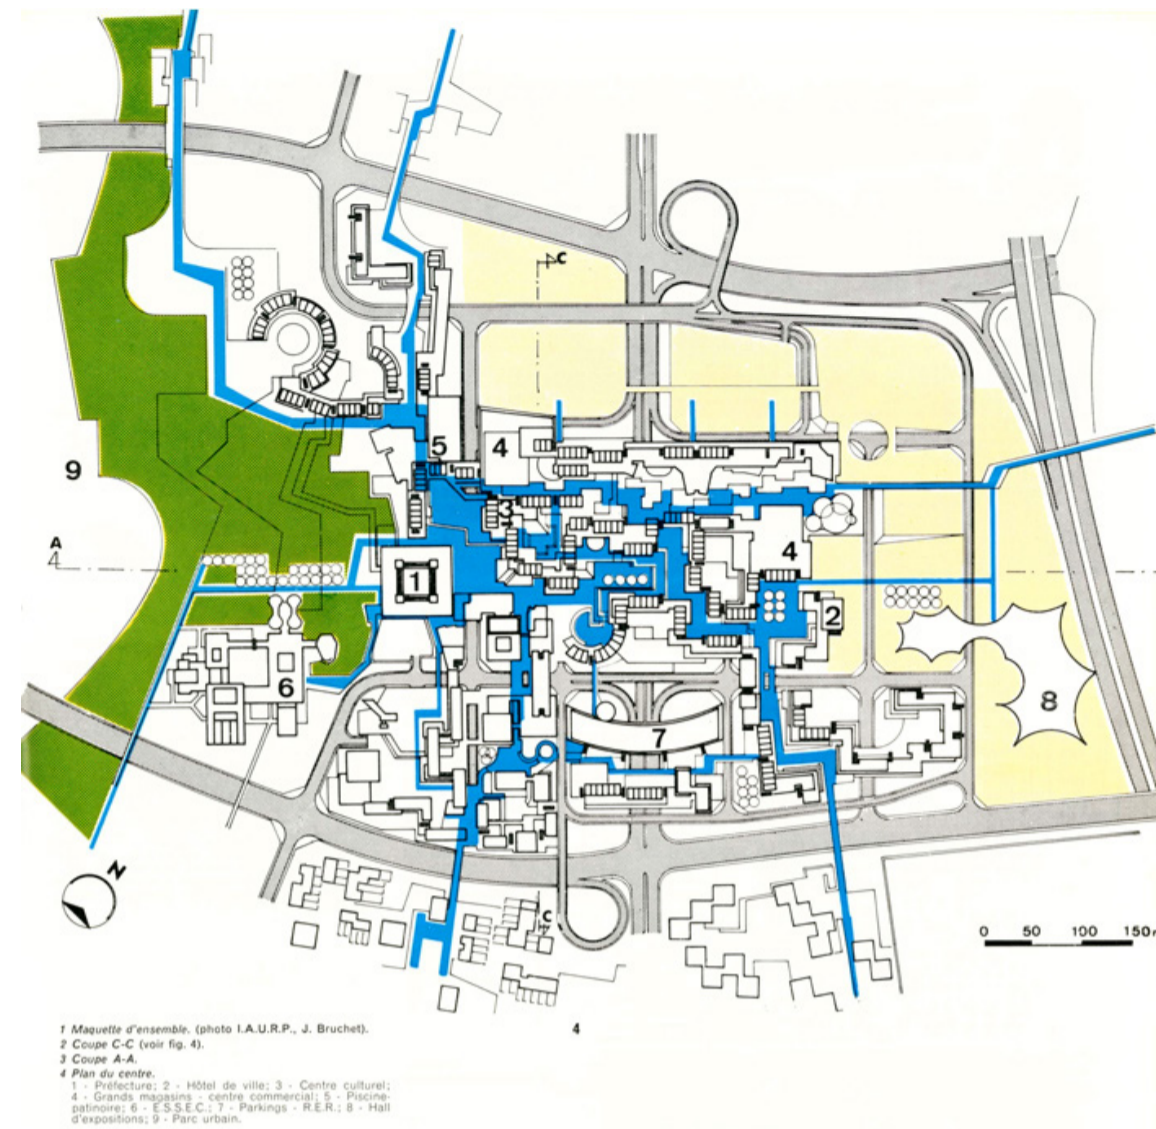 C
5
4
9
3
A
4
4
1
2
6
8
7
N
C
0 50 100 150
1 Maquette d'ensemble. (photo I.A.U.R.P., J. Bruchet).
4
2 Coupe C-C (voir fig. 4).
3 Coupe A-A.
4 Plan du centre.
1 - Préfecture; 2 - Hôtel de ville; 3 - Centre culturel;
4 - Grands magasins - centre commercial; 5 - Piscine-
patinoire; 6 - E.S.S.E.C.; 7 - Parkings - R.E.R.; 8 - Hall
d'expositions; 9 - Parc urbain.